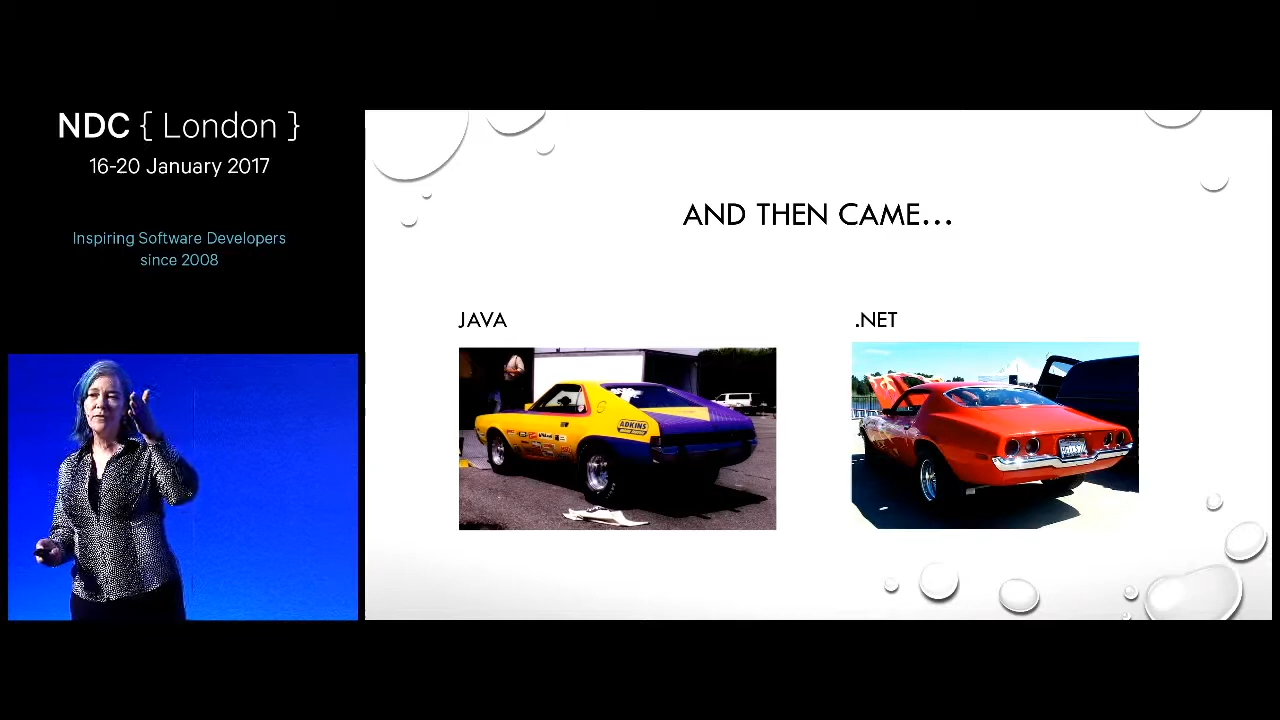 NDC { London }
16-20 January 2017
Inspiring Software Developers
since 2008
AND THEN CAME...
JAVA
.NET
ADKINS